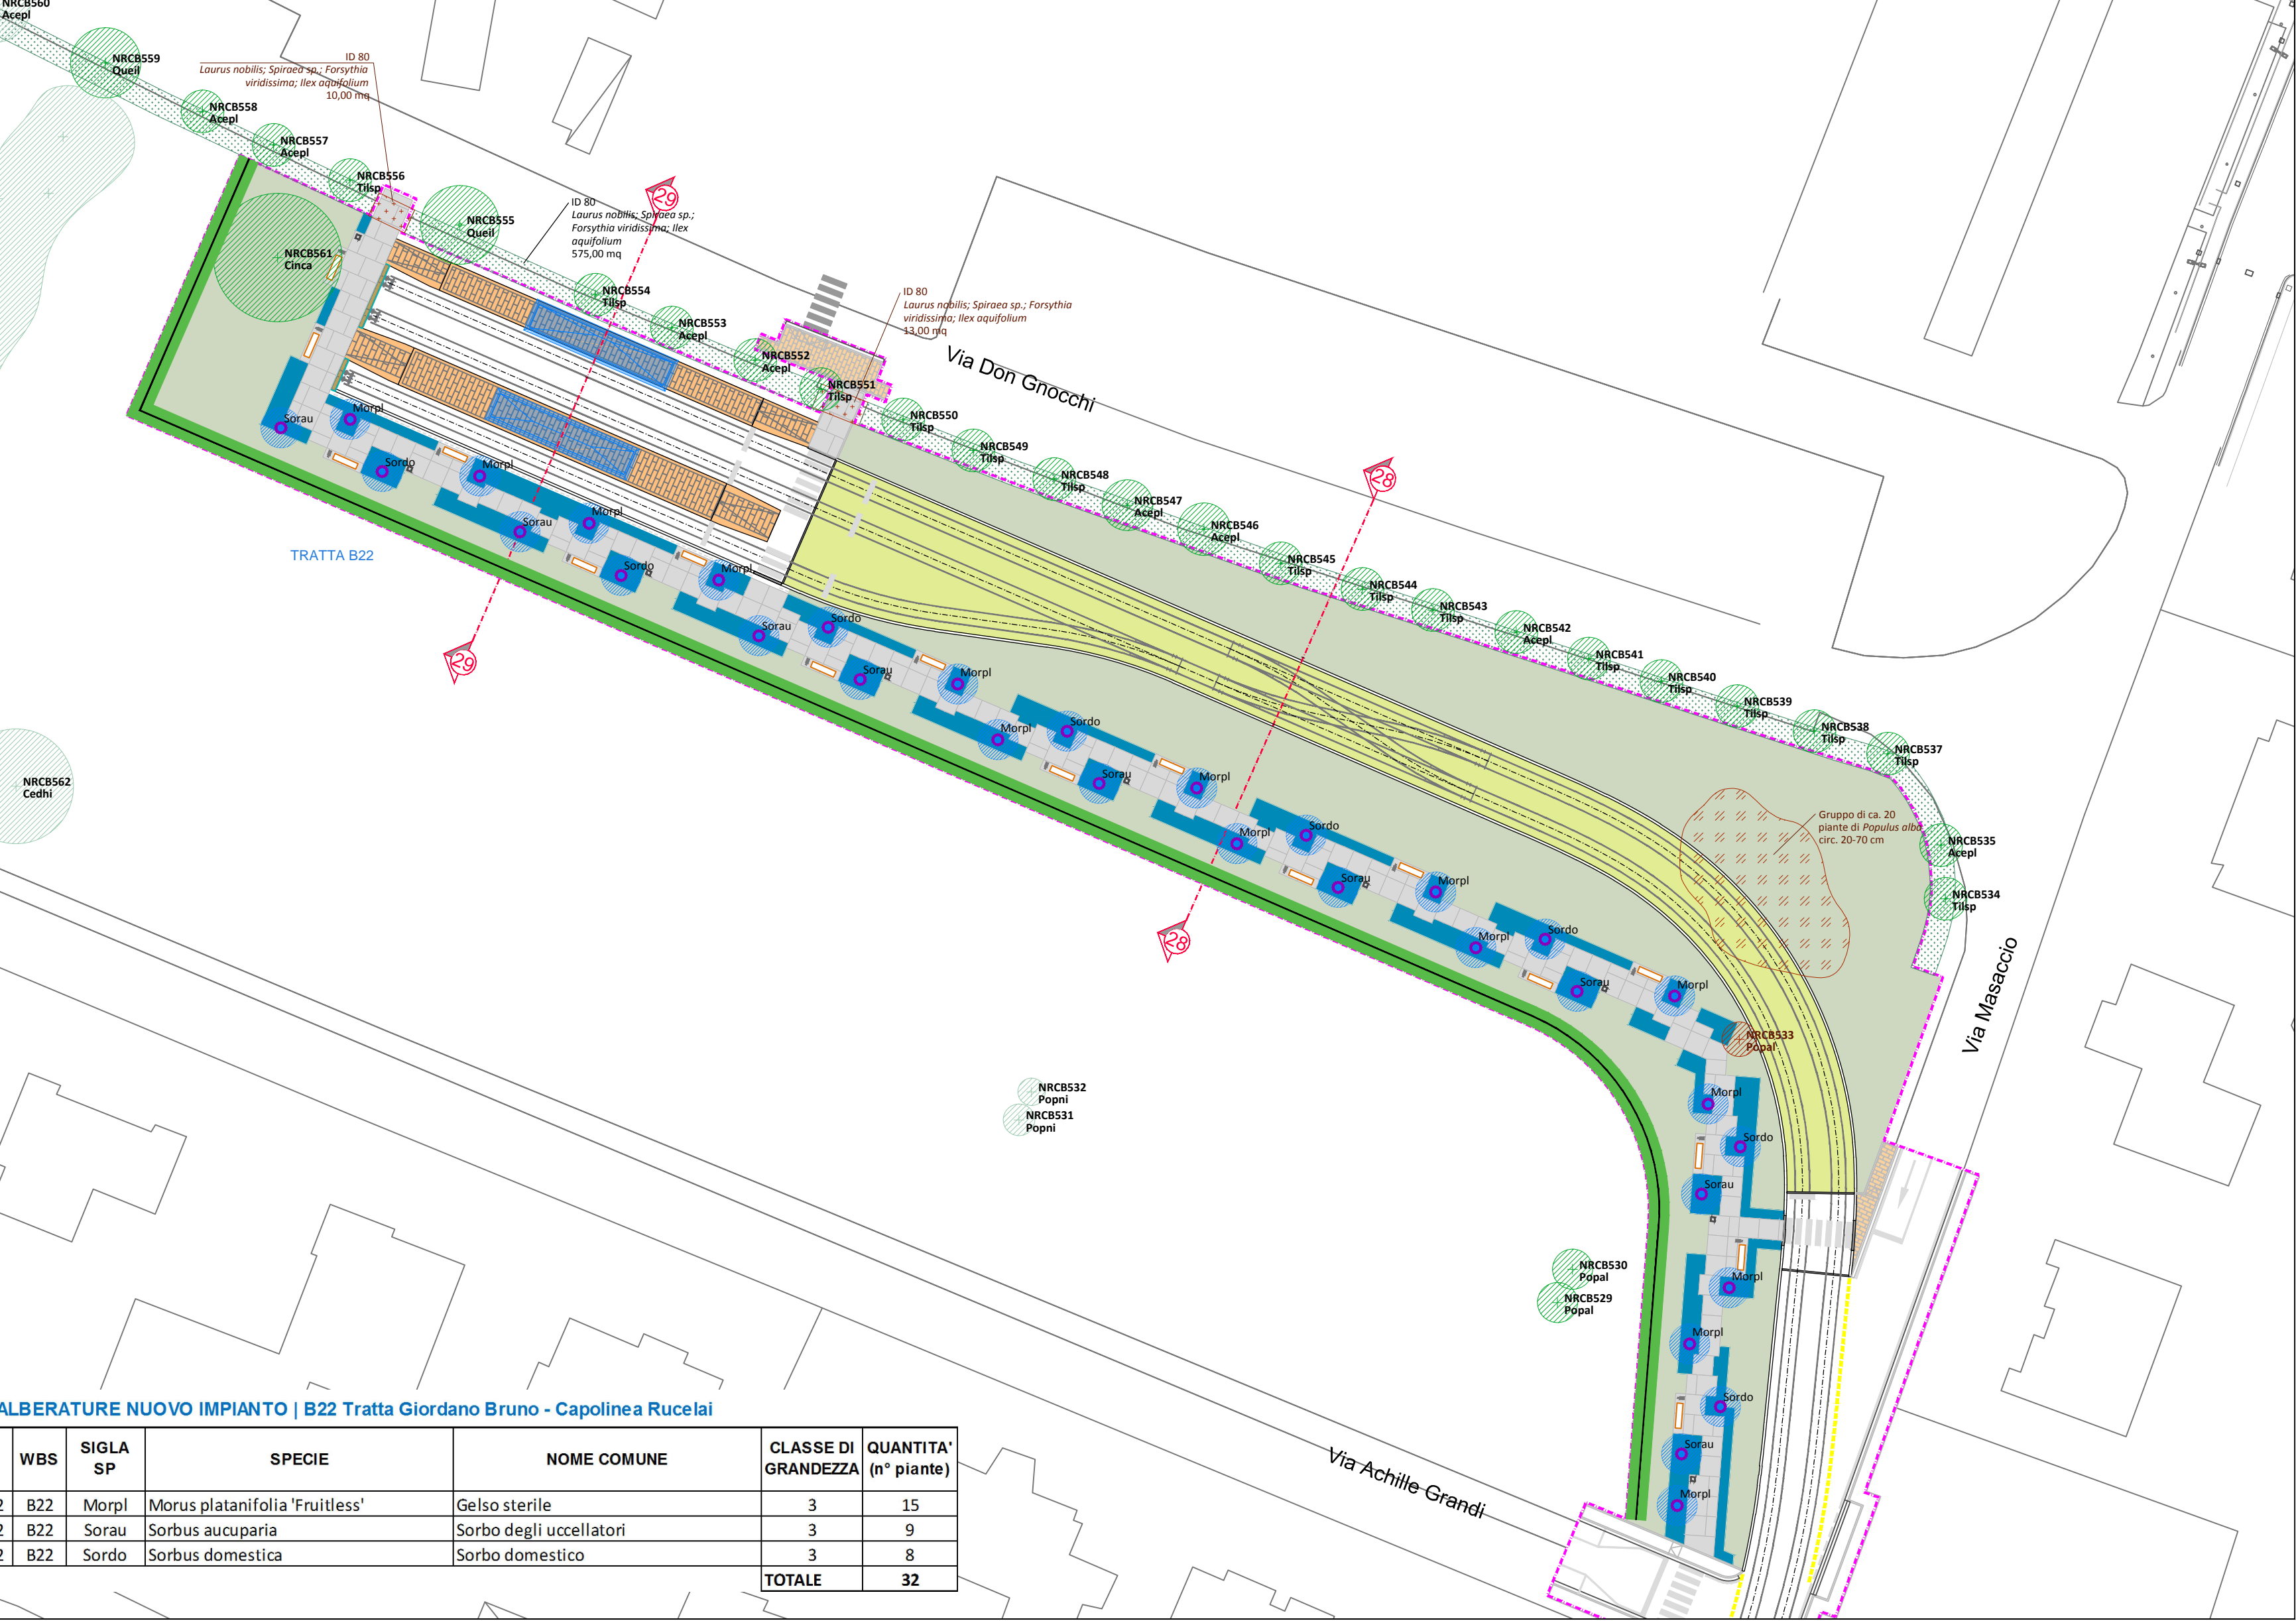 NRCB560
Acepl
NRCB559
Queil
ID 80
Laurus nobilis; Spiraea sp.; Forsythia
viridissima; Ilex aquifolium
10,00 mq
NRCB558
Acepl
NRCB557
Acepl
NRCB556
Tilsp
NRCB555
Queil
29
ID 80
Laurus nobilis; Spiraea sp.;
Forsythia viridissima; Ilex
aquifolium
575,00 mq
NRCB561
Cinca
NRCB554
Tilsp
NRCB553
Acepl
NRCB552
Acepl
NRCB551
Tilsp
ID 80
Laurus nobilis; Spiraea sp.; Forsythia
viridissima; Ilex aquifolium
13,00 mq
Via Don Gnocchi
NRCB550
Tilsp
NRCB549
Tilsp
NRCB548
Tilsp
NRCB547
Acepl
NRCB546
Acepl
28
NRCB545
Tilsp
NRCB544
Tilsp
NRCB543
Tilsp
NRCB542
Acepl
NRCB541
Tilsp
NRCB540
Tilsp
NRCB539
Tilsp
NRCB538
Tilsp
NRCB537
Tilsp
Gruppo di ca. 20
piante di Populus alba
circ. 20-70 cm
NRCB535
Acepl
NRCB534
Tilsp
Via Masaccio
Sorau
Morpl
Sordo
Morpl
Sorau
Morpl
Sordo
Morpl
TRATTA B22
29
Sorau
Sordo
Sorau
Morpl
Morpl
Sordo
Sorau
Morpl
Morpl
Sordo
Sorau
Morpl
28
Morpl
Sordo
Sorau
Morpl
NRCB533
Popal
NRCB562
Cedhi
NRCB532
Popni
NRCB531
Popni
Morpl
Sordo
Sorau
NRCB530
Popal
NRCB529
Popal
Morpl
Morpl
Sordo
Sorau
Morpl
Via Achille Grandi
ALBERATURE NUOVO IMPIANTO | B22 Tratta Giordano Bruno - Capolinea Rucelai
WBS SIGLA SP SPECIE NOME COMUNE CLASSE DI GRANDEZZA QUANTITA' (n° piante)
2 B22 Morpl Morus platanifolia 'Fruitless' Gelso sterile 3 15
2 B22 Sorau Sorbus aucuparia Sorbo degli uccellatori 3 9
2 B22 Sordo Sorbus domestica Sorbo domestico 3 8
TOTALE 32